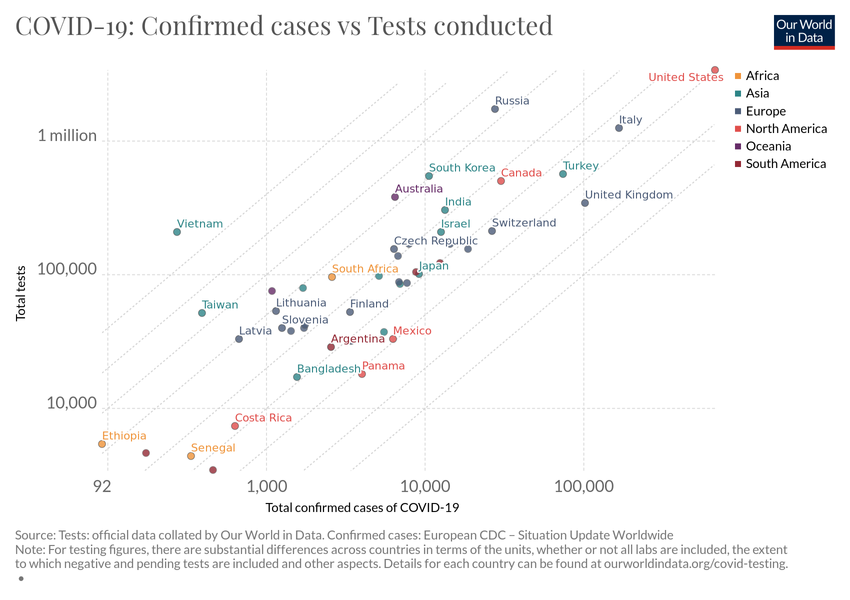 COVID-19: Confirmed cases vs Tests conducted
Our World
in Data
United States
Africa
Asia
Europe
North America
Oceania
South America
Russia
Italy
1 million
South Korea
Canada
Turkey
Australia
United Kingdom
India
Vietnam
Israel
Switzerland
Czech Republic
South Africa
Japan
100,000
Taiwan
Lithuania
Finland
Slovenia
Latvia
Argentina
Mexico
Bangladesh
Panama
10,000
Costa Rica
Ethiopia
Senegal
Total tests
92
1,000
10,000
100,000
Total confirmed cases of COVID-19
Source: Tests: official data collated by Our World in Data. Confirmed cases: European CDC – Situation Update Worldwide
Note: For testing figures, there are substantial differences across countries in terms of the units, whether or not all labs are included, the extent
to which negative and pending tests are included and other aspects. Details for each country can be found at ourworldindata.org/covid-testing.